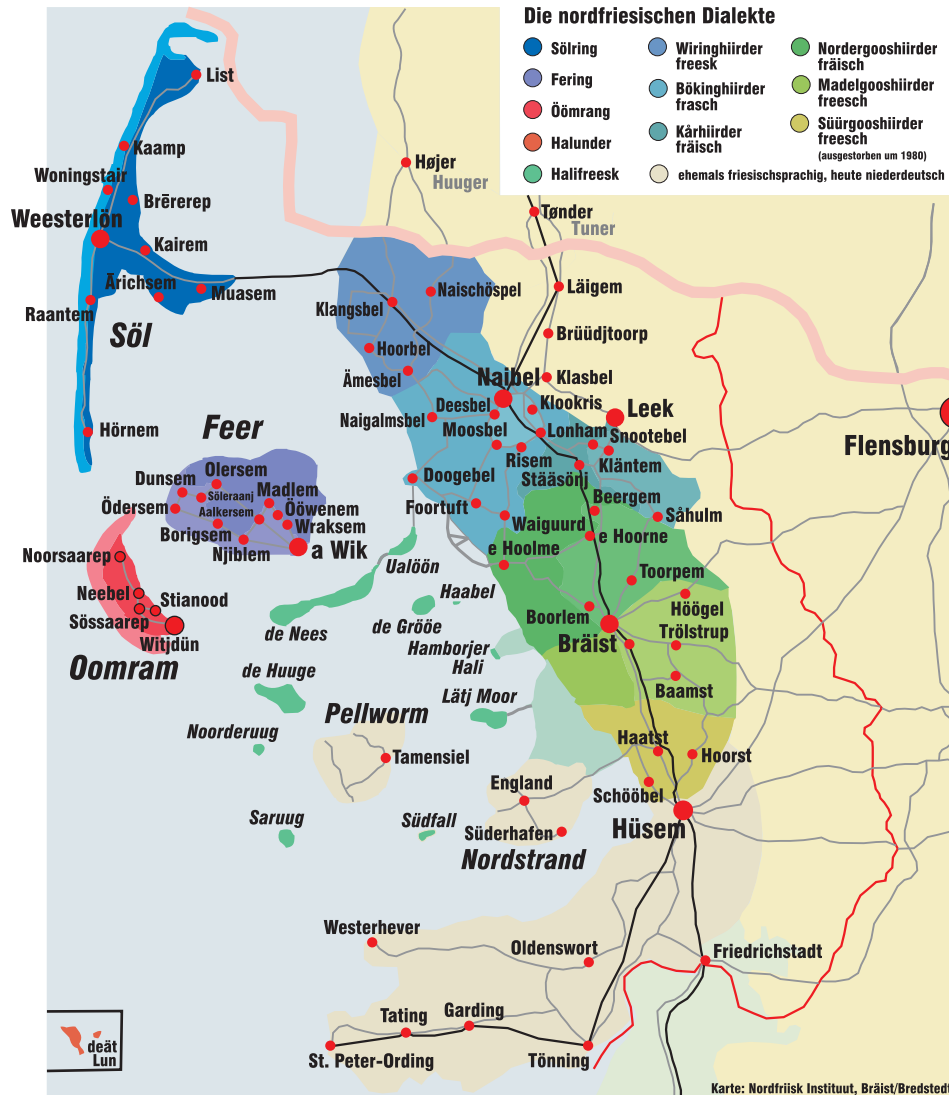 Die nordfriesischen Dialekte
Sölring
Fering
Öömrang
Halunder
Halifreesk
Wiringhiirder
freesk
Bökinghiirder
frasch
Kårhiirder
fräisch
ehemals friesischsprachig, heute niederdeutsch
Nordergooshiirder
fräisch
Madelgooshiirder
freesch
Süürgooshiirder
freesch
(ausgestorben um 1980)
List
Kaamp
Woningstair
Brērerep
Weesterlön
Kairem
Ārichsem
Muasem
Raantem
Söl
Hörnem
Højer
Huuger
Tønder
Tuner
Naischöspel
Läigem
Klangsbel
Brüüdjtoorp
Hoorbel
Ämesbel
Naibel
Klasbel
Deesbel
Klookris
Leek
Naigalmsbel
Moosbel
Lonham
Snootebel
Flensburg
Risem
Kläntem
Doogebel
Stääsönj
Beergem
Foortuft
Waiguurd
Såhulm
e Hoorne
e Hoolme
Toorpem
Höögel
Boorlem
Bräist
Trölstrup
Baamst
Haatst
Hoorst
Schööbel
Hüsem
Feer
Olersem
Dunsem
Söleraanj
Madlem
Ödersem
Aalkersem
Ööwenem
Wraksem
Borigsem
Njiblem
a Wik
Noorsaarep
Neebel
Stianood
Sössaarep
Witjdün
Oomram
Ualöön
Haabel
de Nees
de Grööe
Hamborjer
Hali
de Huuge
Lätj Moor
Noorderuug
Pellworm
Tamensiel
Saruug
Südfall
England
Süderhafen
Nordstrand
Westerhever
Oldenswort
Friedrichstadt
Tating
Garding
St. Peter-Ording
Tönning
deät
Lun
Karte: Nordfriisk Instituut, Bräist/Bredstedt